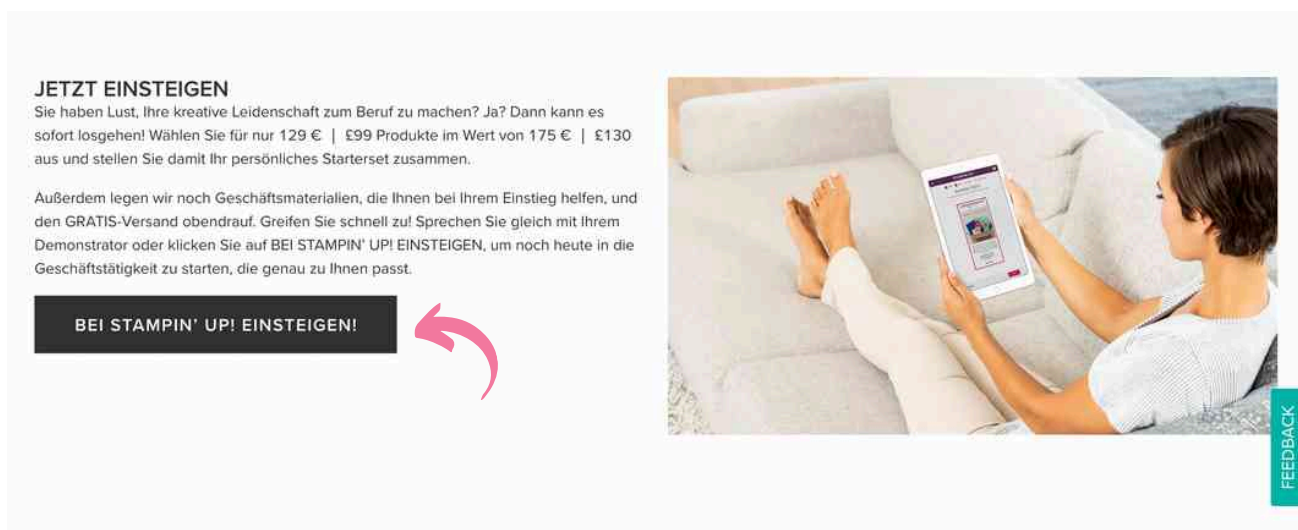 JETZT EINSTEIGEN
Sie haben Lust, Ihre kreative Leidenschaft zum Beruf zu machen? Ja? Dann kann es
sofort losgehen! Wählen Sie für nur 129 € | £99 Produkte im Wert von 175 € | £130
aus und stellen Sie damit Ihr persönliches Starterset zusammen.
Außerdem legen wir noch Geschäftsmaterialien, die Ihnen bei Ihrem Einstieg helfen, und
den GRATIS-Versand obendrauf. Greifen Sie schnell zu! Sprechen Sie gleich mit Ihrem
Demonstrator oder klicken Sie auf BEI STAMPIN' UP! EINSTEIGEN, um noch heute in die
Geschäftstätigkeit zu starten, die genau zu Ihnen passt.
BEI STAMPIN' UP! EINSTEIGEN!
FEEDBACK